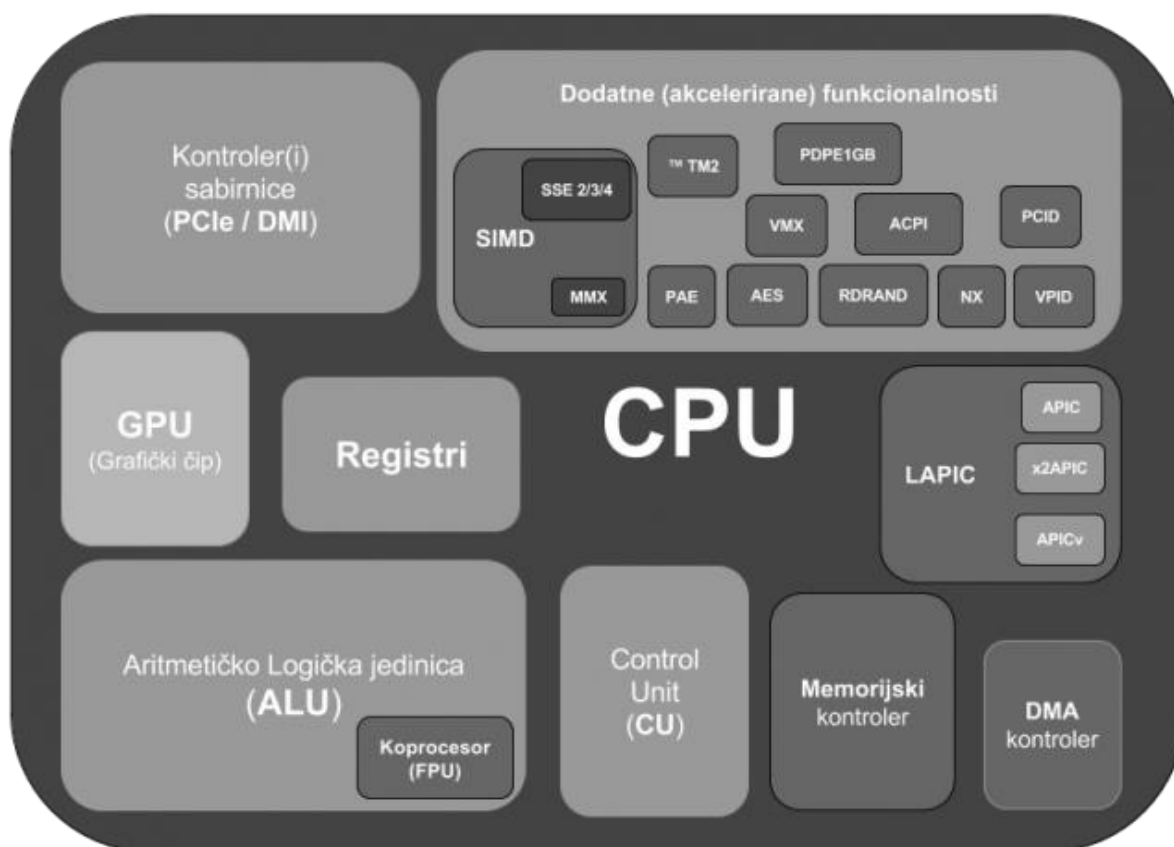 Kontroler(i)
sabirnice
(PCIe / DMI)
Dodatne (akcelerirane) funkcionalnosti
SIMD
SSE 2/3/4
MMX
™ TM2
PDPE1GB
VMX
ACPI
PCID
PAE
AES
RDRAND
NX
VPID
GPU
(Grafički čip)
Registri
CPU
LAPIC
APIC
x2APIC
APICv
Aritmetičko Logička jedinica
(ALU)
Koprocesor
(FPU)
Control
Unit
(CU)
Memorijski
kontroler
DMA
kontroler